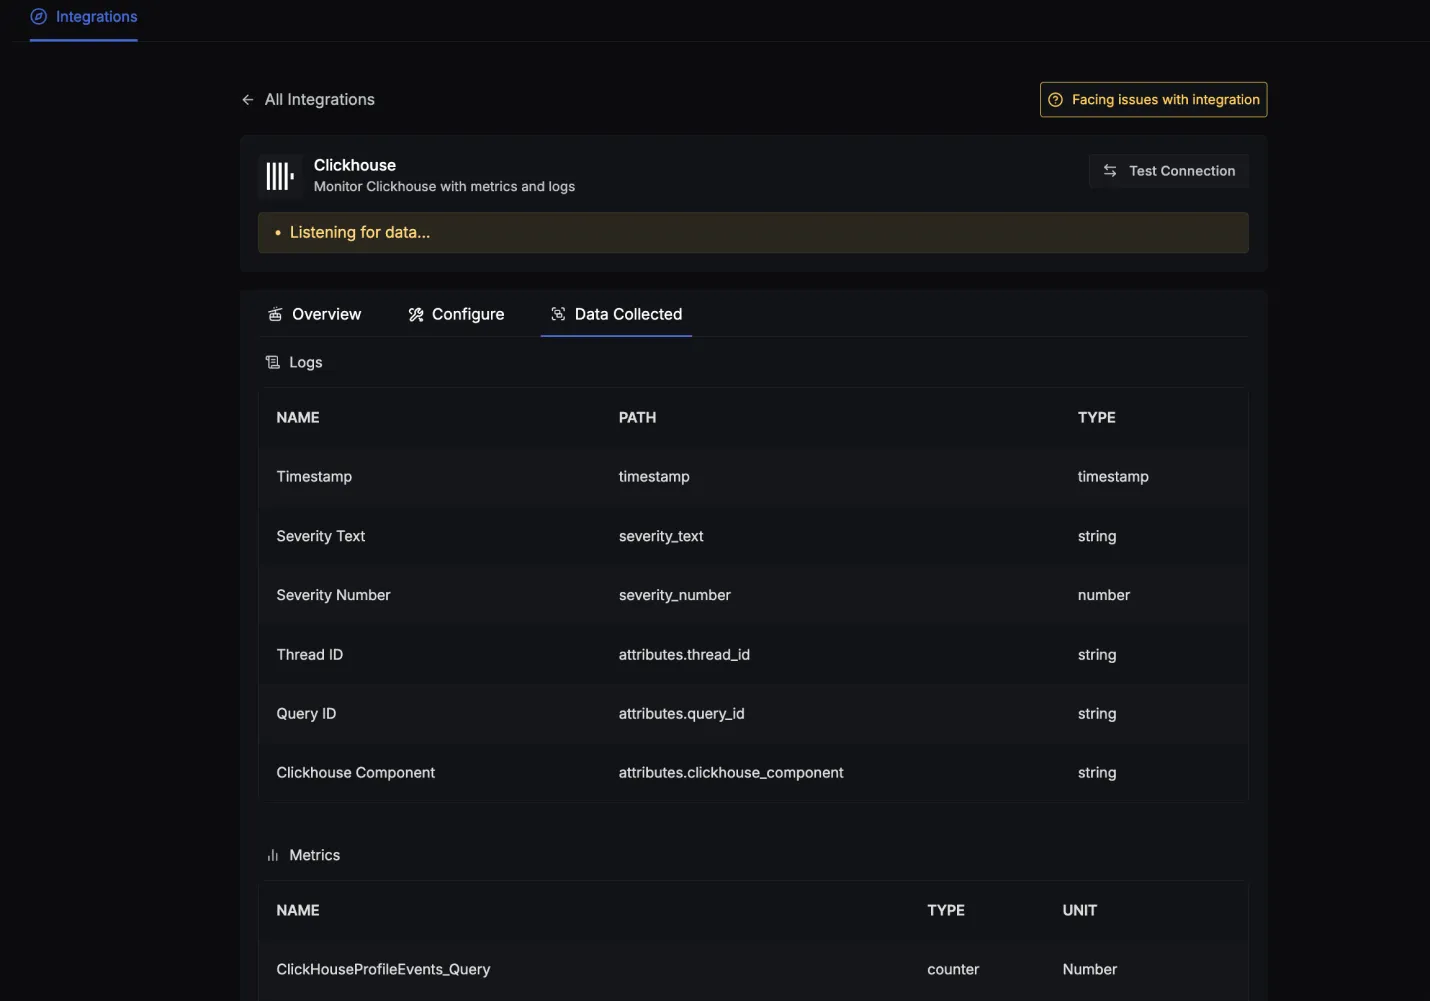 Integrations
All Integrations
Facing issues with integration
Clickhouse
Monitor Clickhouse with metrics and logs
Test Connection
• Listening for data...
Overview Configure Data Collected
Logs
NAME PATH TYPE
Timestamp timestamp timestamp
Severity Text severity_text string
Severity Number severity_number number
Thread ID attributes.thread_id string
Query ID attributes.query_id string
Clickhouse Component attributes.clickhouse_component string
Metrics
NAME TYPE UNIT
ClickHouseProfileEvents_Query counter Number